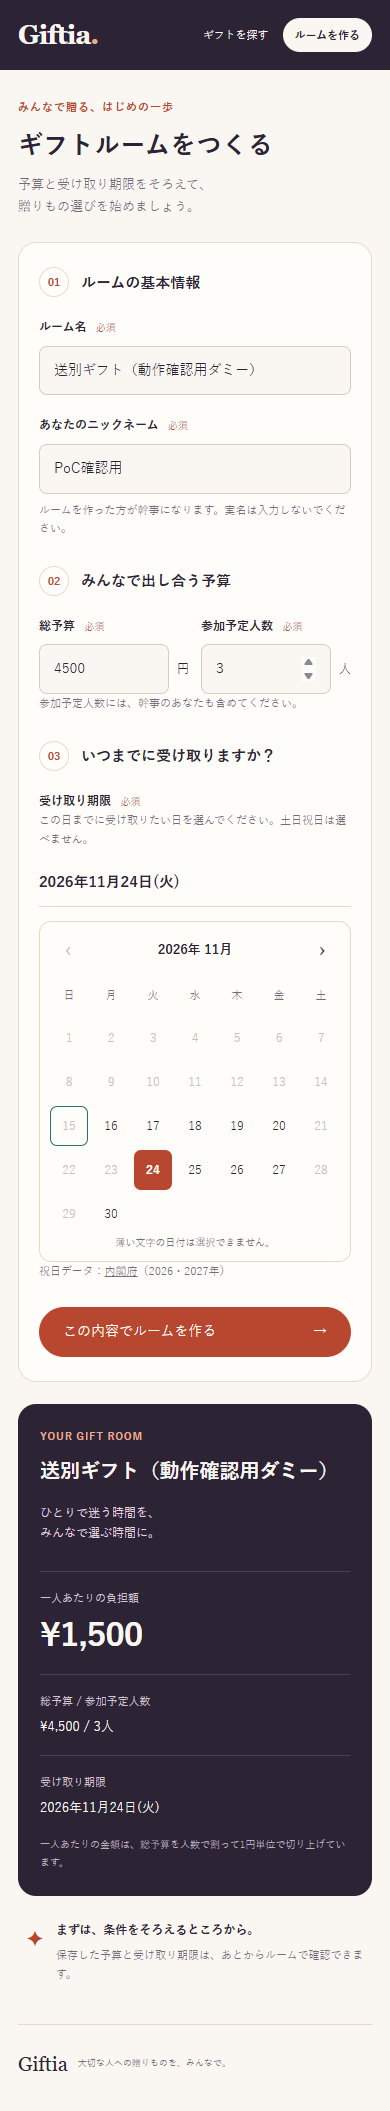 Giftia.
ギフトを探す
ルームを作る
みんなで贈る、はじめの一歩
ギフトルームをつくる
予算と受け取り期限をそろえて、
贈りもの選びを始めましょう。
01 ルームの基本情報
ルーム名 必須
送別ギフト（動作確認用ダミー）
あなたのニックネーム 必須
PoC確認用
ルームを作った方が幹事になります。実名は入力しないでくだ
さい。
02 みんなで出し合う予算
総予算 必須 参加予定人数 必須
4500 円 3 人
参加予定人数には、幹事のあなたも含めてください。
03 いつまでに受け取りますか？
受け取り期限 必須
この日までに受け取りたい日を選んでください。土日祝日は選
べません。
2026年11月24日(火)
‹ 2026年 11月 ›
日 月 火 水 木 金 土
1 2 3 4 5 6 7
8 9 10 11 12 13 14
15 16 17 18 19 20 21
22 23 24 25 26 27 28
29 30
薄い文字の日付は選択できません。
祝日データ：内閣府（2026・2027年）
この内容でルームを作る →
YOUR GIFT ROOM
送別ギフト（動作確認用ダミー）
ひとりで迷う時間を、
みんなで選ぶ時間に。
一人あたりの負担額
¥1,500
総予算 / 参加予定人数
¥4,500 / 3人
受け取り期限
2026年11月24日(火)
一人あたりの金額は、総予算を人数で割って1円単位で切り上げてい
ます。
まずは、条件をそろえるところから。
保存した予算と受け取り期限は、あとからルームで確認できま
す。
Giftia 大切な人への贈りものを、みんなで。